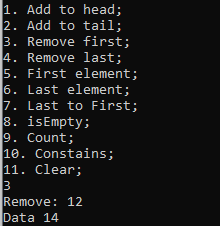 1. Add to head;
2. Add to tail;
3. Remove first;
4. Remove last;
5. First element;
6. Last element;
7. Last to First;
8. isEmpty;
9. Count;
10. Constains;
11. Clear;
3
Remove: 12
Data 14